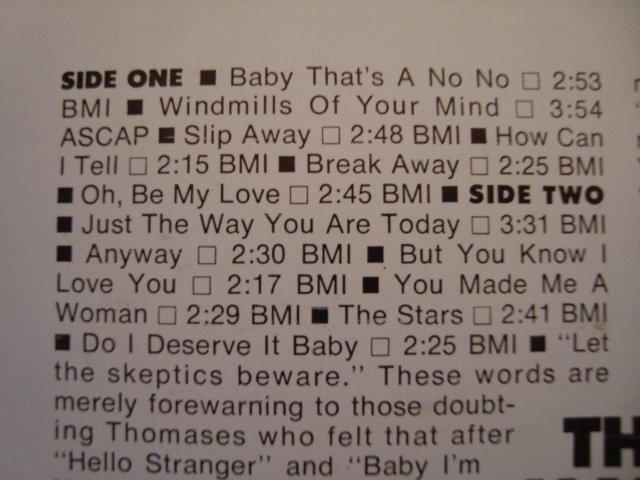 SIDE ONE ■ Baby That's A No No □ 2:53
BMI ■ Windmills Of Your Mind □ 3:54
ASCAP ■ Slip Away □ 2:48 BMI ■ How Can
I Tell □ 2:15 BMI ■ Break Away □ 2:25 BMI
■ Oh, Be My Love □ 2:45 BMI ■ SIDE TWO
■ Just The Way You Are Today □ 3:31 BMI
■ Anyway □ 2:30 BMI ■ But You Know I
Love You □ 2:17 BMI ■ You Made Me A
Woman □ 2:29 BMI ■ The Stars □ 2:41 BMI
■ Do I Deserve It Baby □ 2:25 BMI ■ "Let
the skeptics beware." These words are
merely forewarning to those doubt-
ing Thomases who felt that after
"Hello Stranger" and "Baby I'm
TH